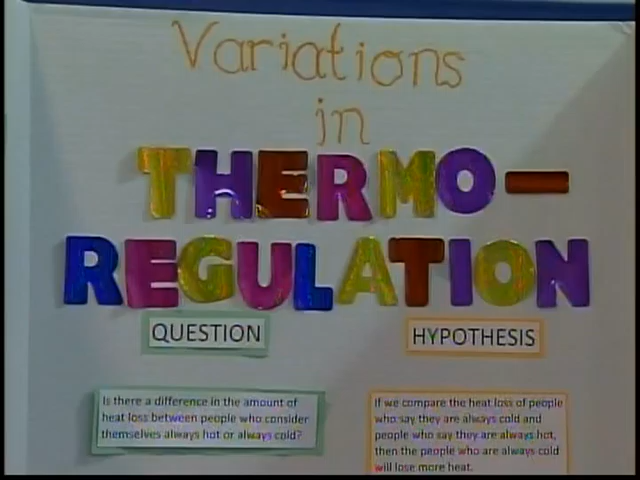 Variations
in
THERMO-
REGULATION
QUESTION
HYPOTHESIS
Is there a difference in the amount of
heat loss between people who consider
themselves always hot or always cold?
If we compare the heat loss of people
who say they are always cold and
people who say they are always hot,
then the people who are always cold
will lose more heat.